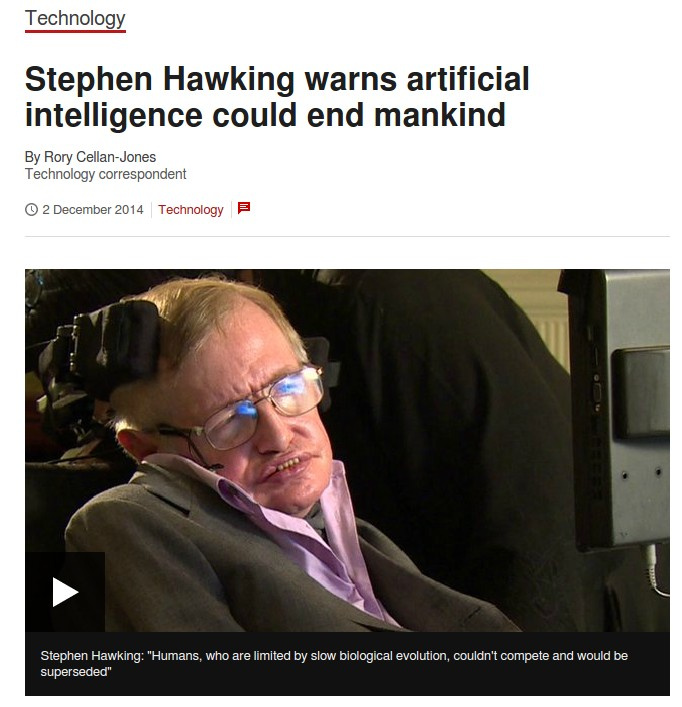 Technology
Stephen Hawking warns artificial
intelligence could end mankind
By Rory Cellan-Jones
Technology correspondent
2 December 2014
Technology
Stephen Hawking: "Humans, who are limited by slow biological evolution, couldn't compete and would be
superseded"